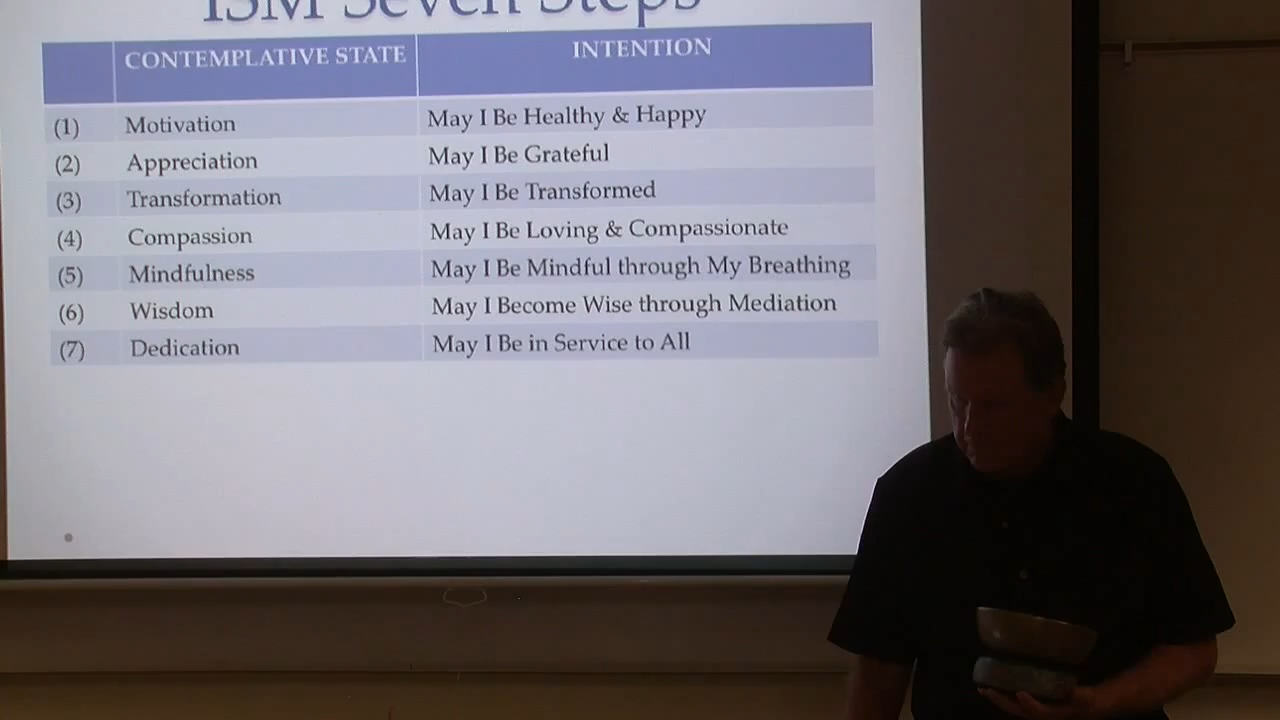 ISM Seven Steps
CONTEMPLATIVE STATE INTENTION
(1) Motivation May I Be Healthy & Happy
(2) Appreciation May I Be Grateful
(3) Transformation May I Be Transformed
(4) Compassion May I Be Loving & Compassionate
(5) Mindfulness May I Be Mindful through My Breathing
(6) Wisdom May I Become Wise through Mediation
(7) Dedication May I Be in Service to All